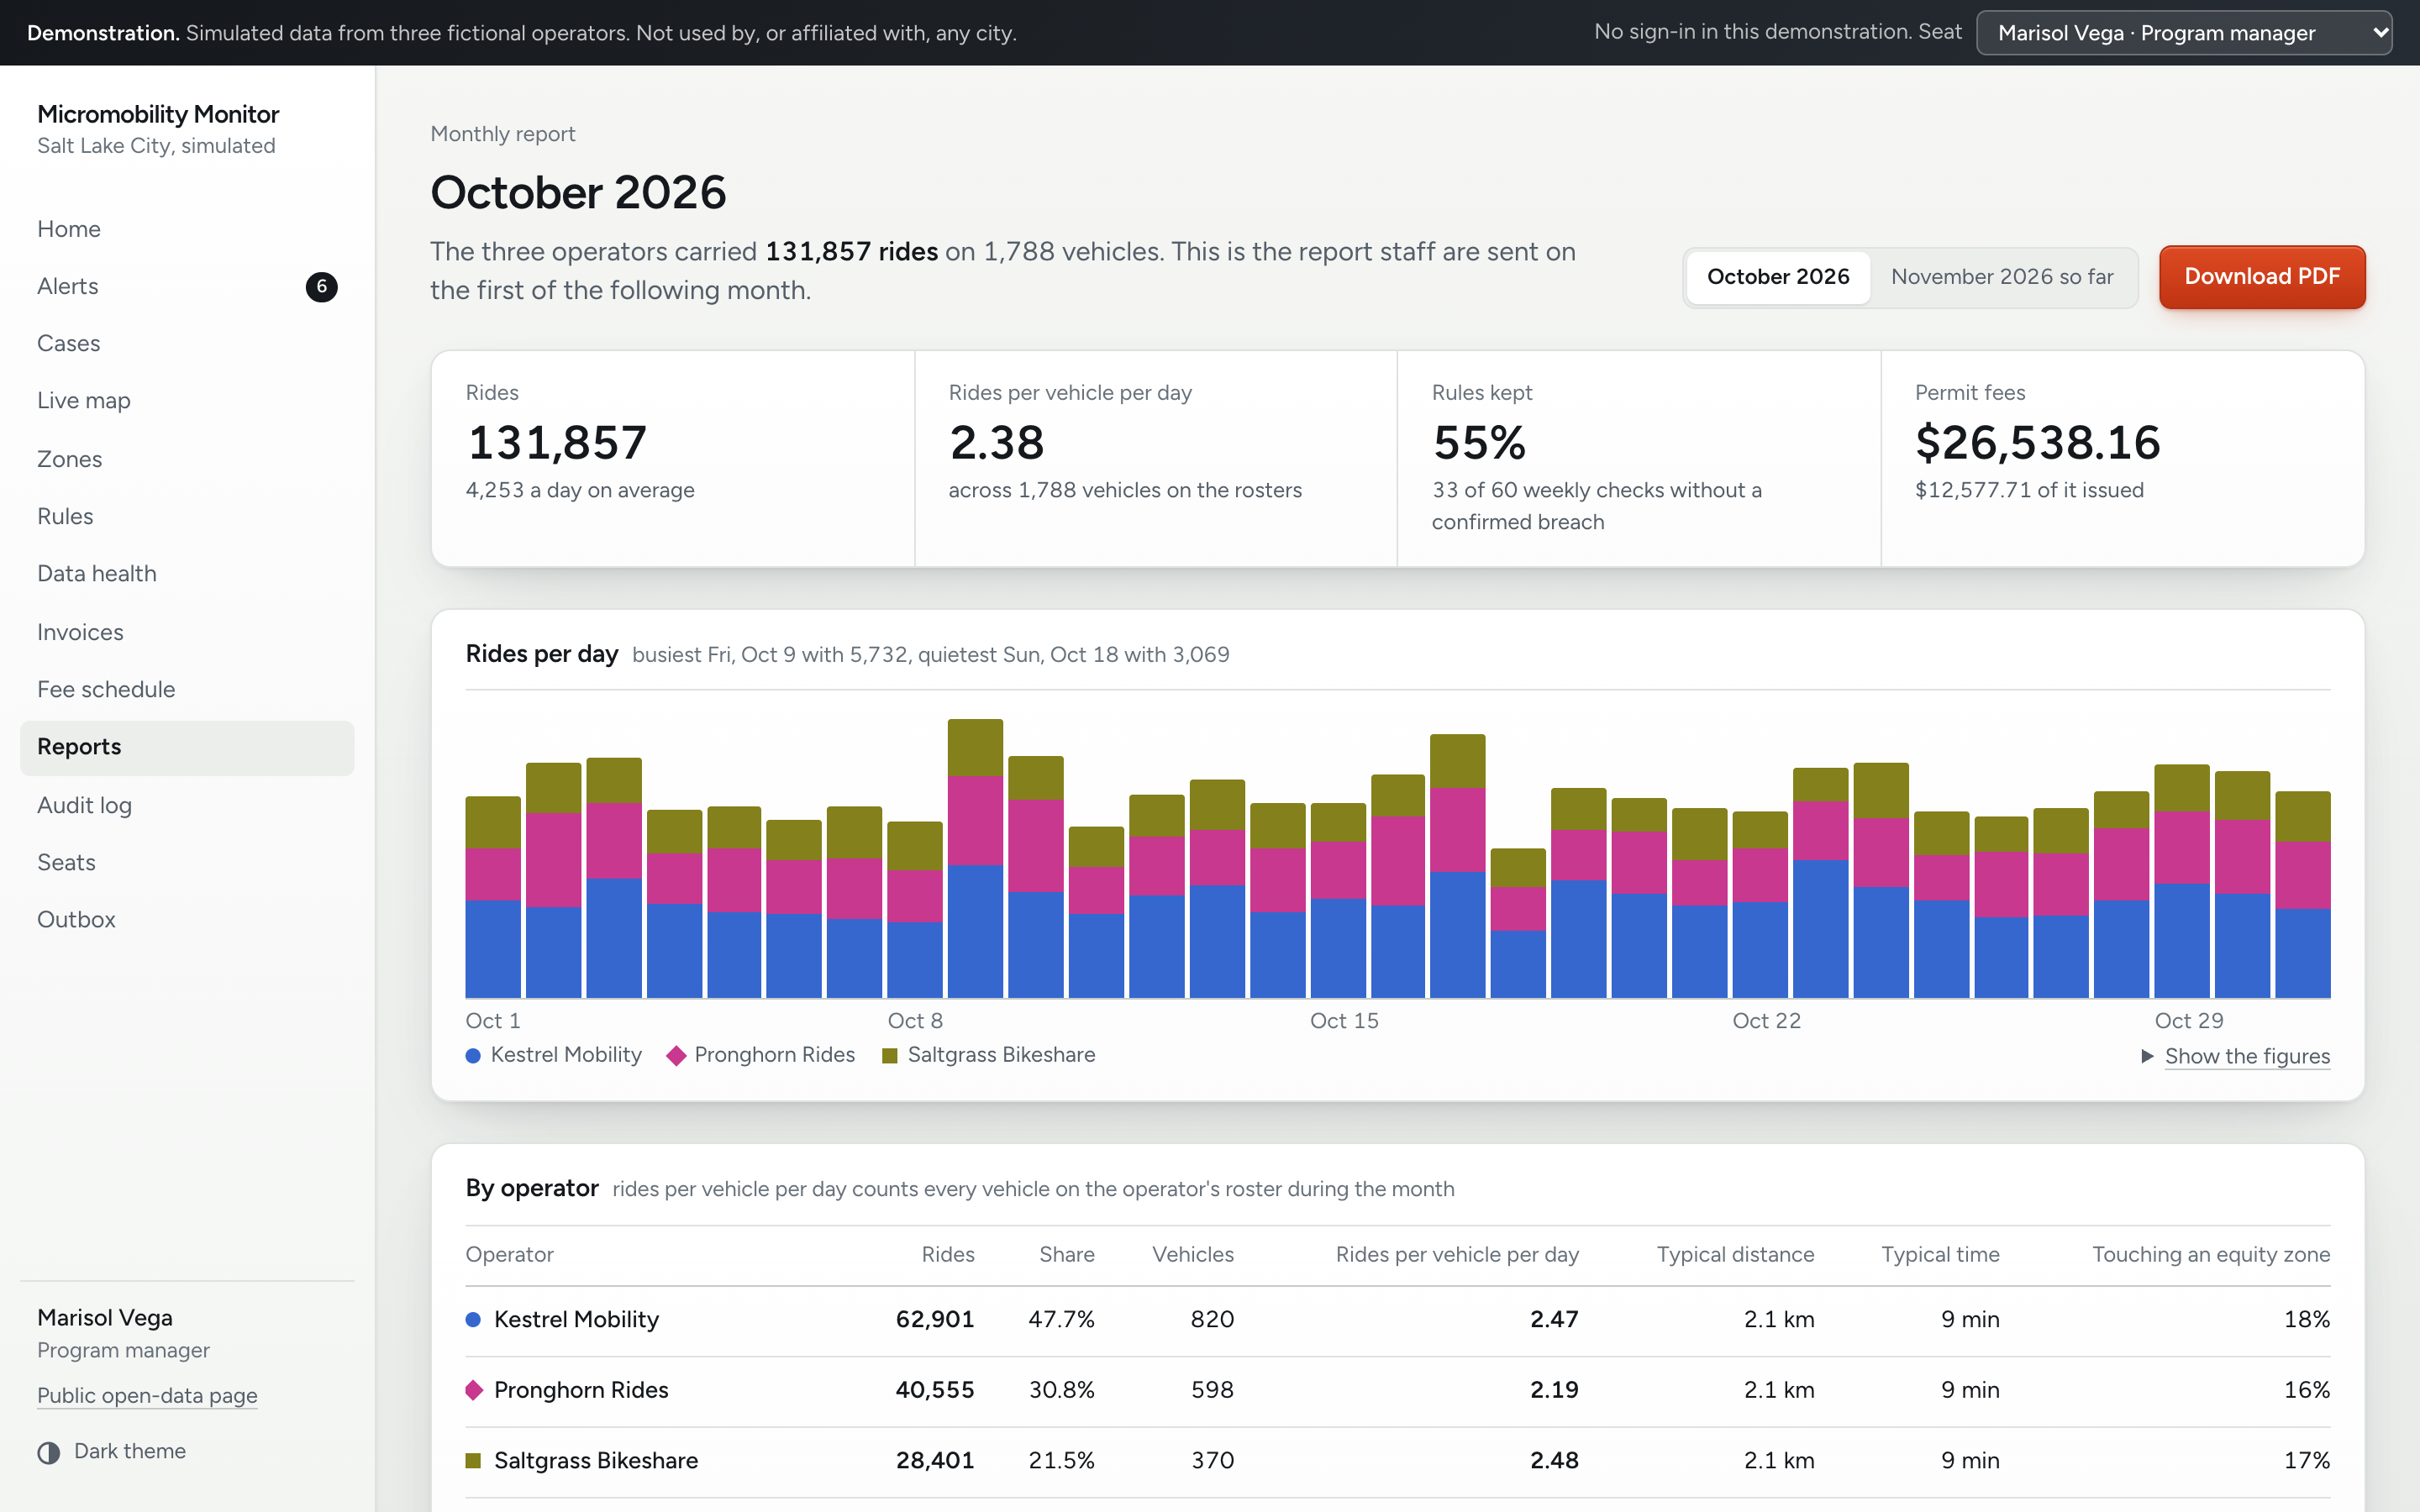 Demonstration. Simulated data from three fictional operators. Not used by, or affiliated with, any city.
No sign-in in this demonstration. Seat
Marisol Vega · Program manager
Micromobility Monitor
Salt Lake City, simulated
Home
Alerts 6
Cases
Live map
Zones
Rules
Data health
Invoices
Fee schedule
Reports
Audit log
Seats
Outbox
Marisol Vega
Program manager
Public open-data page
Dark theme
Monthly report
October 2026
The three operators carried 131,857 rides on 1,788 vehicles. This is the report staff are sent on
the first of the following month.
October 2026 November 2026 so far
Download PDF
Rides
131,857
4,253 a day on average
Rides per vehicle per day
2.38
across 1,788 vehicles on the rosters
Rules kept
55%
33 of 60 weekly checks without a
confirmed breach
Permit fees
$26,538.16
$12,577.71 of it issued
Rides per day busiest Fri, Oct 9 with 5,732, quietest Sun, Oct 18 with 3,069
Oct 1 Oct 8 Oct 15 Oct 22 Oct 29
Kestrel Mobility Pronghorn Rides Saltgrass Bikeshare
Show the figures
By operator rides per vehicle per day counts every vehicle on the operator's roster during the month
Operator Rides Share Vehicles Rides per vehicle per day Typical distance Typical time Touching an equity zone
Kestrel Mobility 62,901 47.7% 820 2.47 2.1 km 9 min 18%
Pronghorn Rides 40,555 30.8% 598 2.19 2.1 km 9 min 16%
Saltgrass Bikeshare 28,401 21.5% 370 2.48 2.1 km 9 min 17%